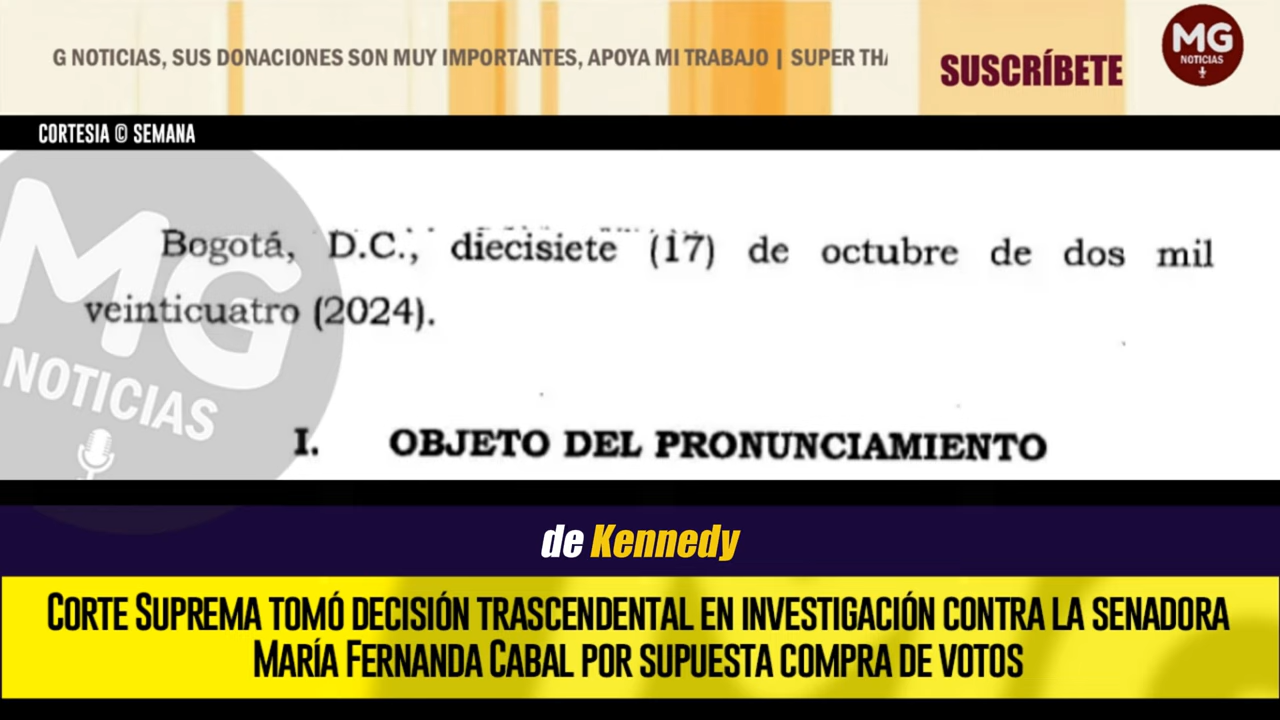 G NOTICIAS, SUS DONACIONES SON MUY IMPORTANTES, APOYA MI TRABAJO | SUPER
SUSCRÍBETE
MG
NOTICIAS
CORTESIA © SEMANA
MG
NOTICIAS
Bogotá, D.C., diecisiete (17) de octubre de dos mil
veinticuatro (2024).
I. OBJETO DEL PRONUNCIAMIENTO
de Kennedy
CORTE SUPREMA TOMÓ DECISIÓN TRASCENDENTAL EN INVESTIGACIÓN CONTRA LA SENADORA
MARÍA FERNANDA CABAL POR SUPUESTA COMPRA DE VOTOS